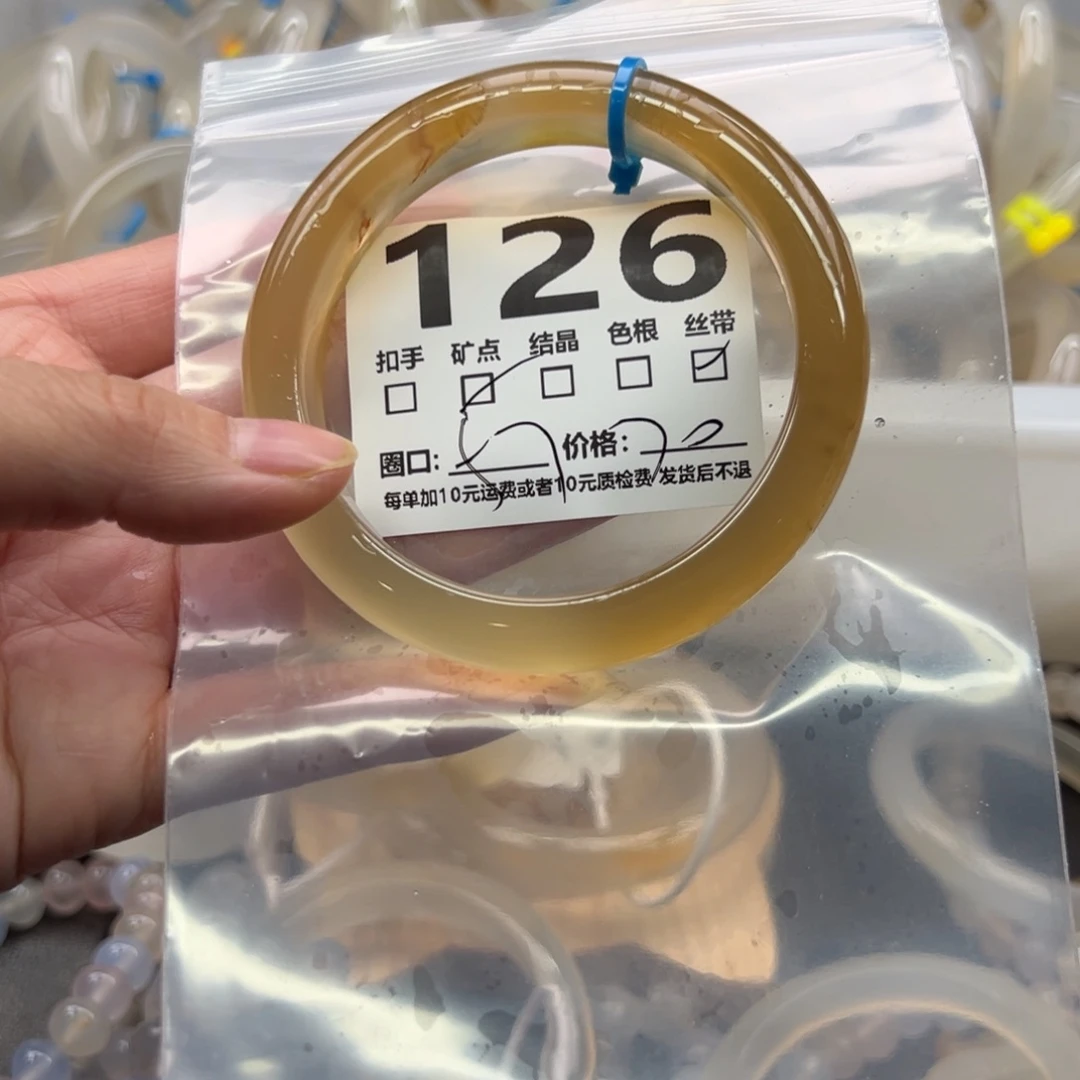 126
扣手 矿点 结晶 色根 丝带
圈口: 价格:
每单加10元运费或者10元质检费 发货后不退